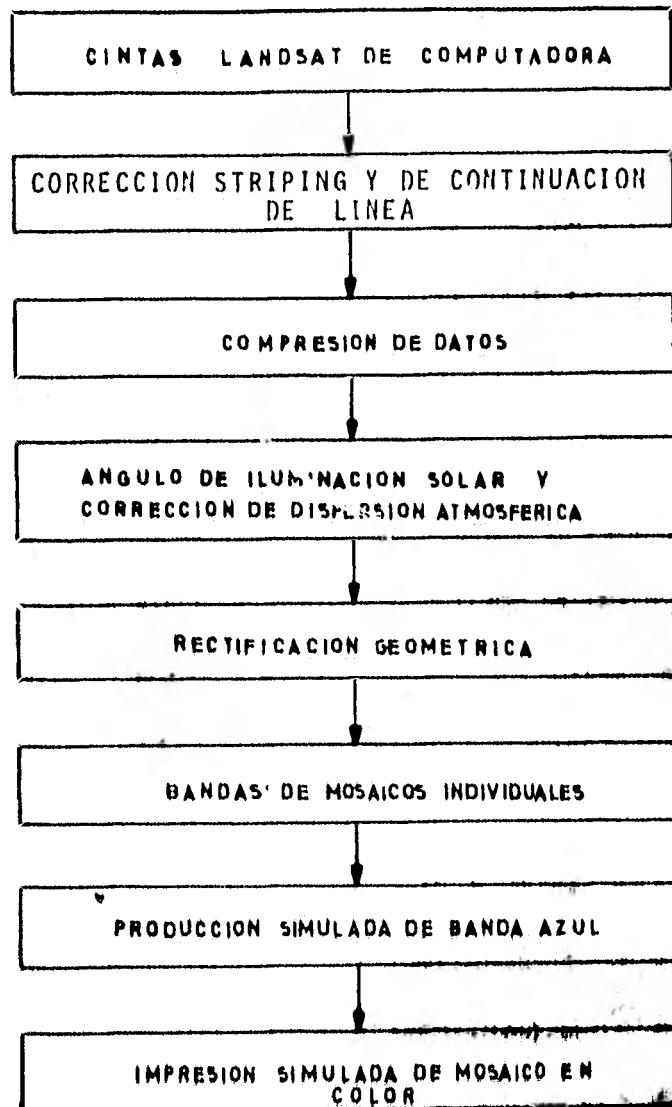 CINTAS LANDSAT DE COMPUTADORA
CORRECCION STRIPING Y DE CONTINUACION
DE LINEA
COMPRESION DE DATOS
ANGULO DE ILUMINACION SOLAR Y
CORRECCION DE DISPERSION ATMOSFERICA
RECTIFICACION GEOMETRICA
BANDAS DE MOSAICOS INDIVIDUALES
PRODUCCION SIMULADA DE BANDA AZUL
IMPRESION SIMULADA DE MOSAICO EN
COLOR